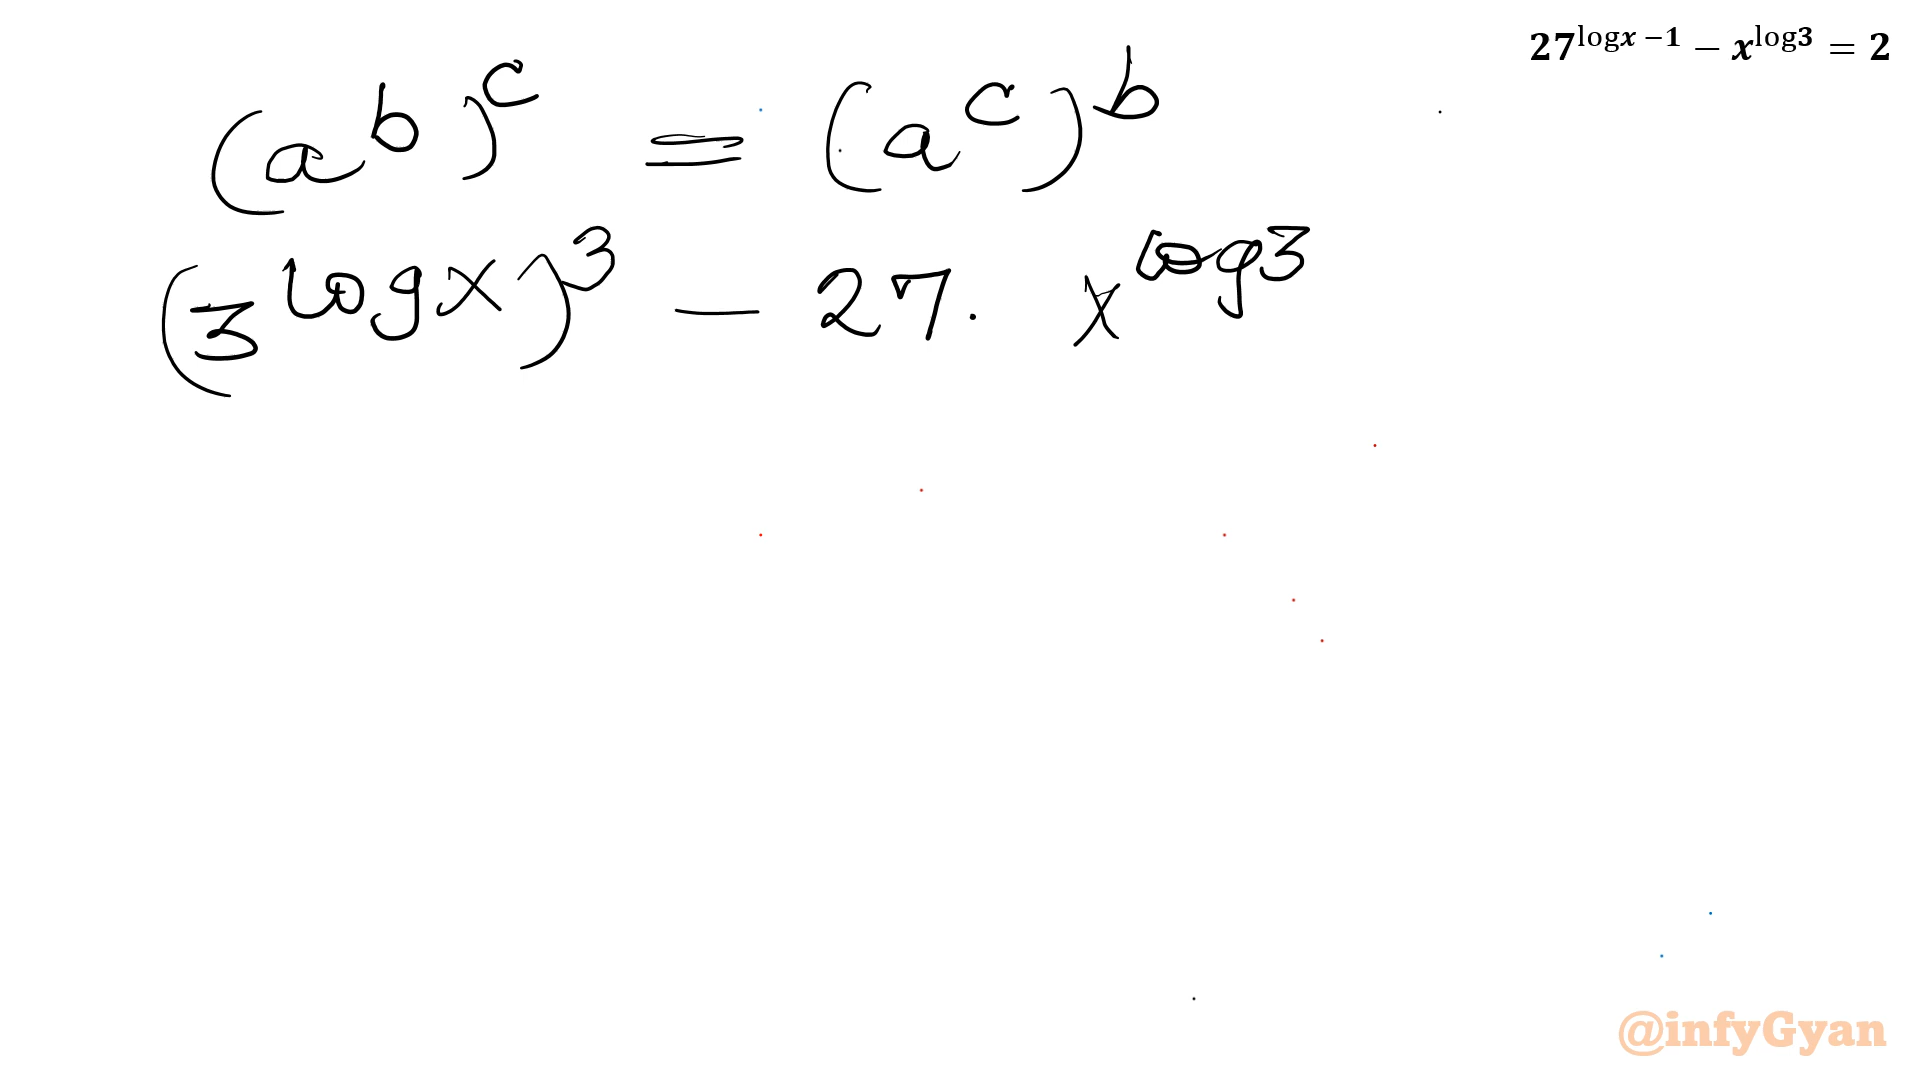 27^{log x − 1} − x^{log 3} = 2
(a^b)^c = (a^c)^b
(3^{log x})^3 − 27. x^{log 3}
@infyGyan